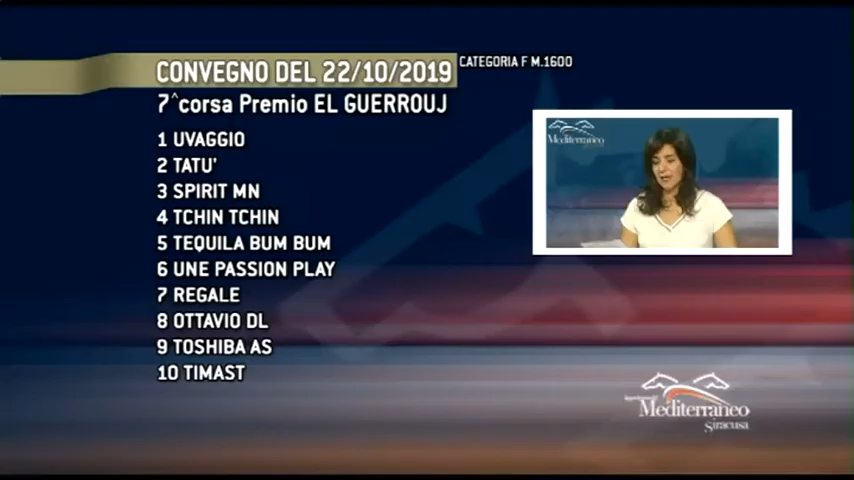 CONVEGNO DEL 22/10/2019
CATEGORIA F M.1600
7^corsa Premio EL GUERROUJ
1 UVAGGIO
2 TATU'
3 SPIRIT MN
4 TCHIN TCHIN
5 TEQUILA BUM BUM
6 UNE PASSION PLAY
7 REGALE
8 OTTAVIO DL
9 TOSHIBA AS
10 TIMAST
Mediterraneo
Mediterraneo
Siracusa